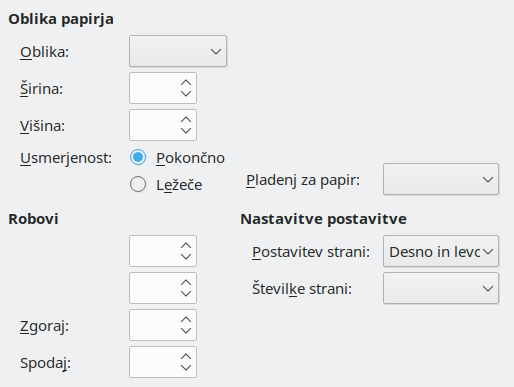 Oblika papirja
Oblika:
Širina:
Višina:
Usmerjenost: Pokončno
Ležeče
Pladenj za papir:
Robovi
Zgoraj:
Spodaj:
Nastavitve postavitve
Postavitev strani: Desno in levo
Številke strani: